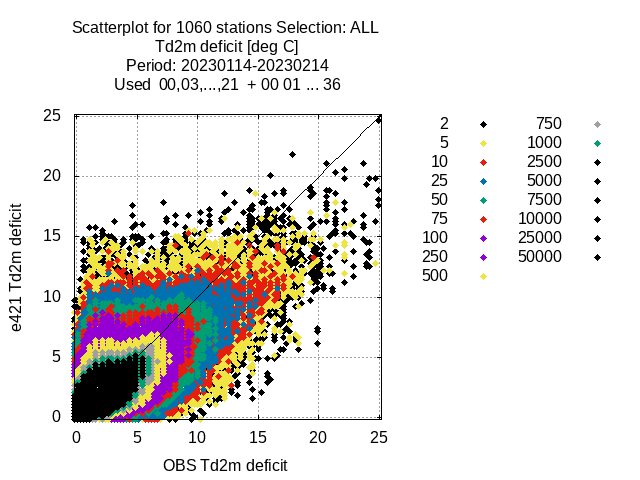 Scatterplot for 1060 stations Selection: ALL
Td2m deficit [deg C]
Period: 20230114-20230214
Used  00,03,...,21  + 00 01 ... 36
25
20
15
10
5
0
e421 Td2m deficit
0 5 10 15 20 25
OBS Td2m deficit
2 750
5 1000
10 2500
25 5000
50 7500
75 10000
100 25000
250 50000
500